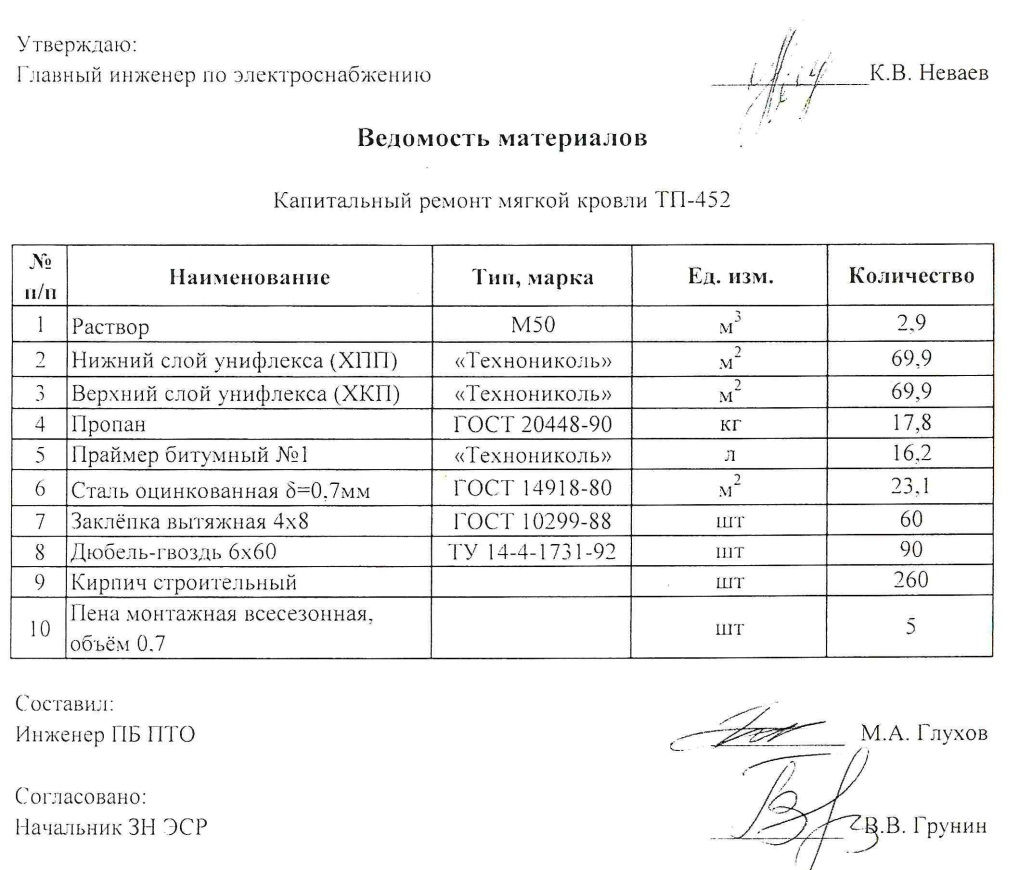 Утверждаю:
Главный инженер по электроснабжению К.В. Неваев
Ведомость материалов
Капитальный ремонт мягкой кровли ТП-452
№ п/п Наименование Тип, марка Ед. изм. Количество
1 Раствор М50 м³ 2,9
2 Нижний слой унифлекса (ХПП) «Технониколь» м² 69,9
3 Верхний слой унифлекса (ХКП) «Технониколь» м² 69,9
4 Пропан ГОСТ 20448-90 кг 17,8
5 Праймер битумный №1 «Технониколь» л 16,2
6 Сталь оцинкованная δ=0,7мм ГОСТ 14918-80 м² 23,1
7 Заклёпка вытяжная 4х8 ГОСТ 10299-88 шт 60
8 Дюбель-гвоздь 6х60 ТУ 14-4-1731-92 шт 90
9 Кирпич строительный шт 260
10 Пена монтажная всесезонная, объём 0,7 шт 5
Составил:
Инженер ПБ ПТО М.А. Глухов
Согласовано:
Начальник ЗН ЭСР В.В. Грунин